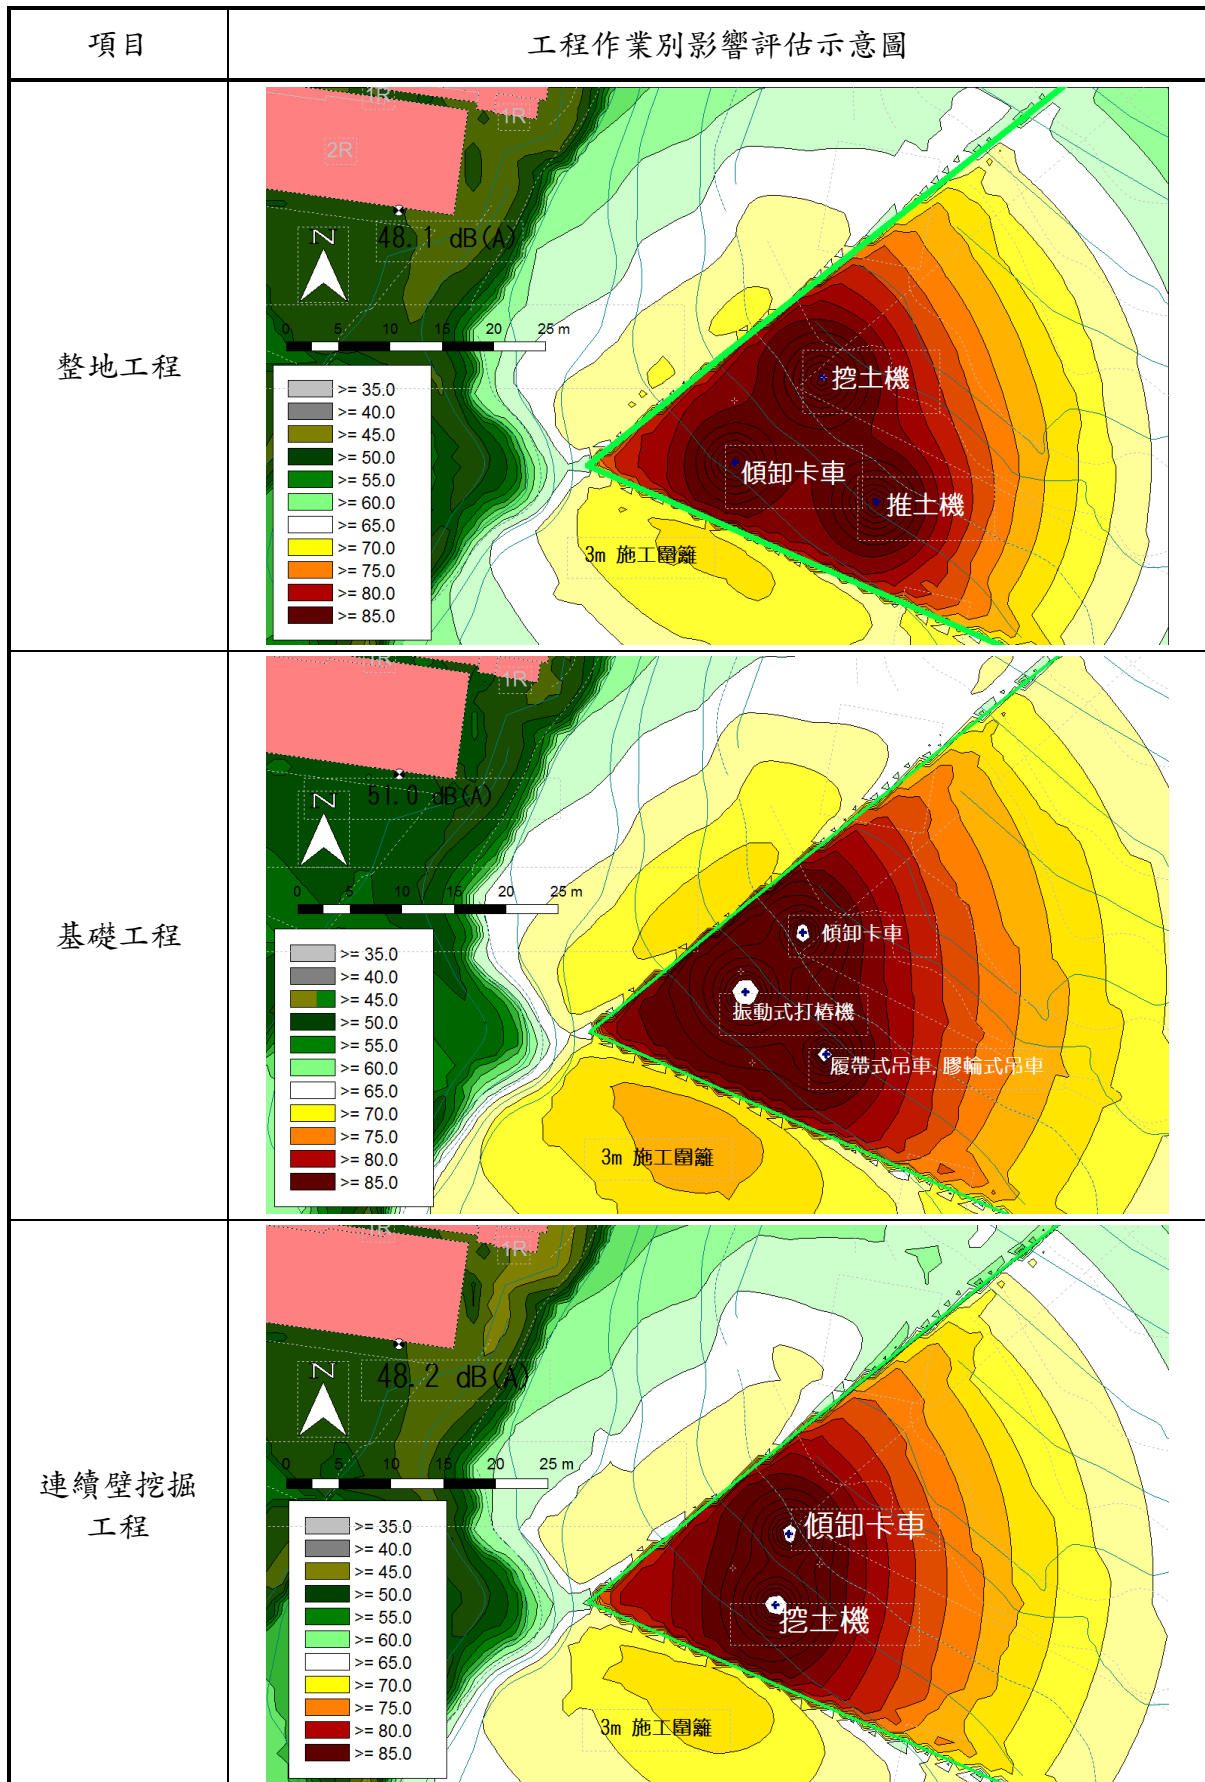 項目
工程作業別影響評估示意圖
整地工程
1R
1R
2R
48.1 dB(A)
N
0 5 10 15 20 25 m
>= 35.0
>= 40.0
>= 45.0
>= 50.0
>= 55.0
>= 60.0
>= 65.0
>= 70.0
>= 75.0
>= 80.0
>= 85.0
挖土機
傾卸卡車
推土機
3m 施工圍籬
基礎工程
1R
1R
51.0 dB(A)
N
0 5 10 15 20 25 m
>= 35.0
>= 40.0
>= 45.0
>= 50.0
>= 55.0
>= 60.0
>= 65.0
>= 70.0
>= 75.0
>= 80.0
>= 85.0
傾卸卡車
振動式打樁機
履帶式吊車, 膠輪式吊車
3m 施工圍籬
連續壁挖掘
工程
1R
1R
48.2 dB(A)
N
0 5 10 15 20 25 m
>= 35.0
>= 40.0
>= 45.0
>= 50.0
>= 55.0
>= 60.0
>= 65.0
>= 70.0
>= 75.0
>= 80.0
>= 85.0
傾卸卡車
挖土機
3m 施工圍籬